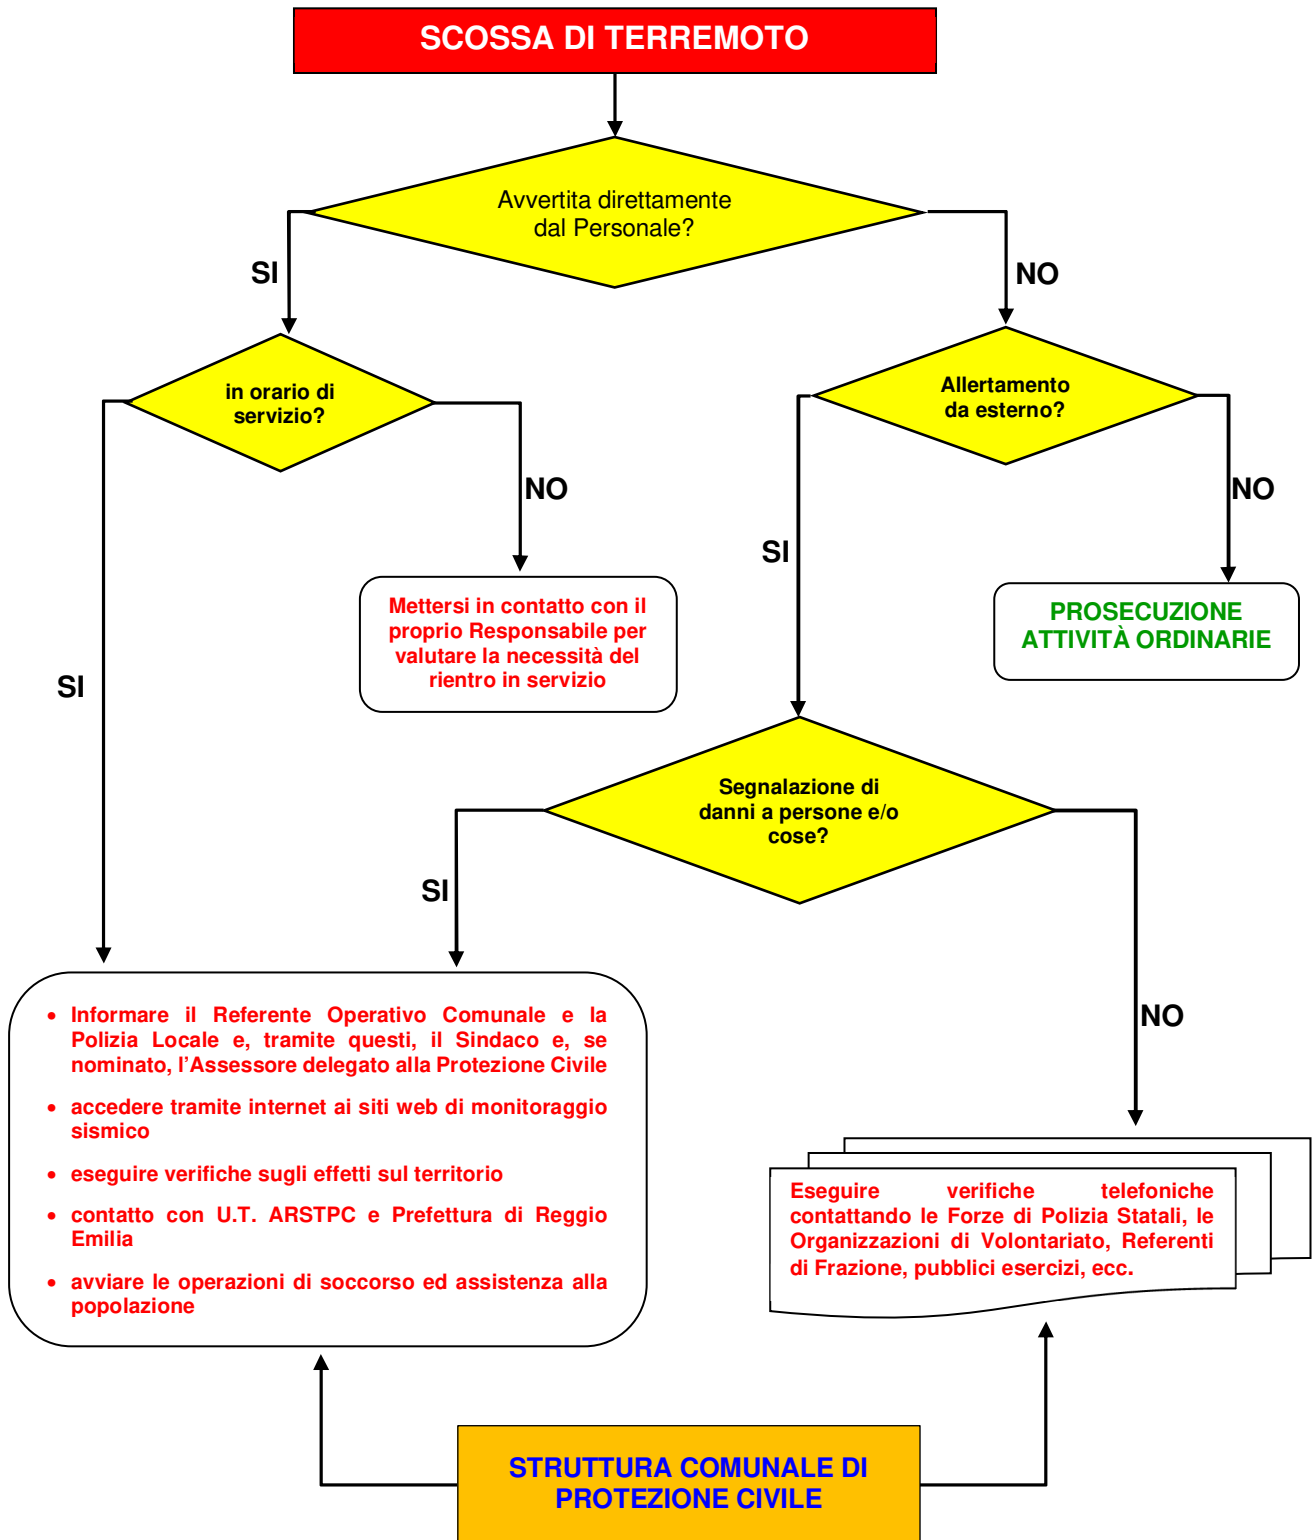 SCOSSA DI TERREMOTO
Avvertita direttamente
dal Personale?
SI
NO
in orario di
servizio?
Allertamento
da esterno?
NO
NO
SI
Mettersi in contatto con il
proprio Responsabile per
valutare la necessità del
rientro in servizio
PROSECUZIONE
ATTIVITÀ ORDINARIE
SI
Segnalazione di
danni a persone e/o
cose?
SI
NO
• Informare il Referente Operativo Comunale e la
Polizia Locale e, tramite questi, il Sindaco e, se
nominato, l'Assessore delegato alla Protezione Civile
• accedere tramite internet ai siti web di monitoraggio
sismico
• eseguire verifiche sugli effetti sul territorio
• contatto con U.T. ARSTPC e Prefettura di Reggio
Emilia
• avviare le operazioni di soccorso ed assistenza alla
popolazione
Eseguire verifiche telefoniche
contattando le Forze di Polizia Statali, le
Organizzazioni di Volontariato, Referenti
di Frazione, pubblici esercizi, ecc.
STRUTTURA COMUNALE DI
PROTEZIONE CIVILE